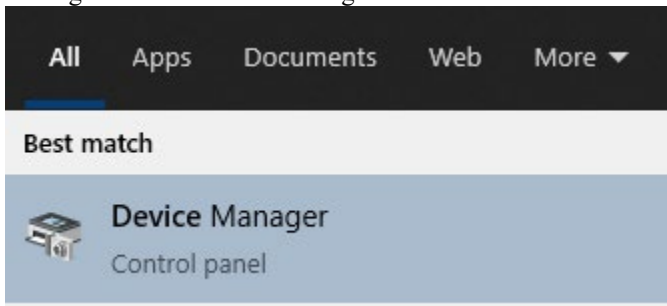 All Apps Documents Web More
Best match
Device Manager
Control panel